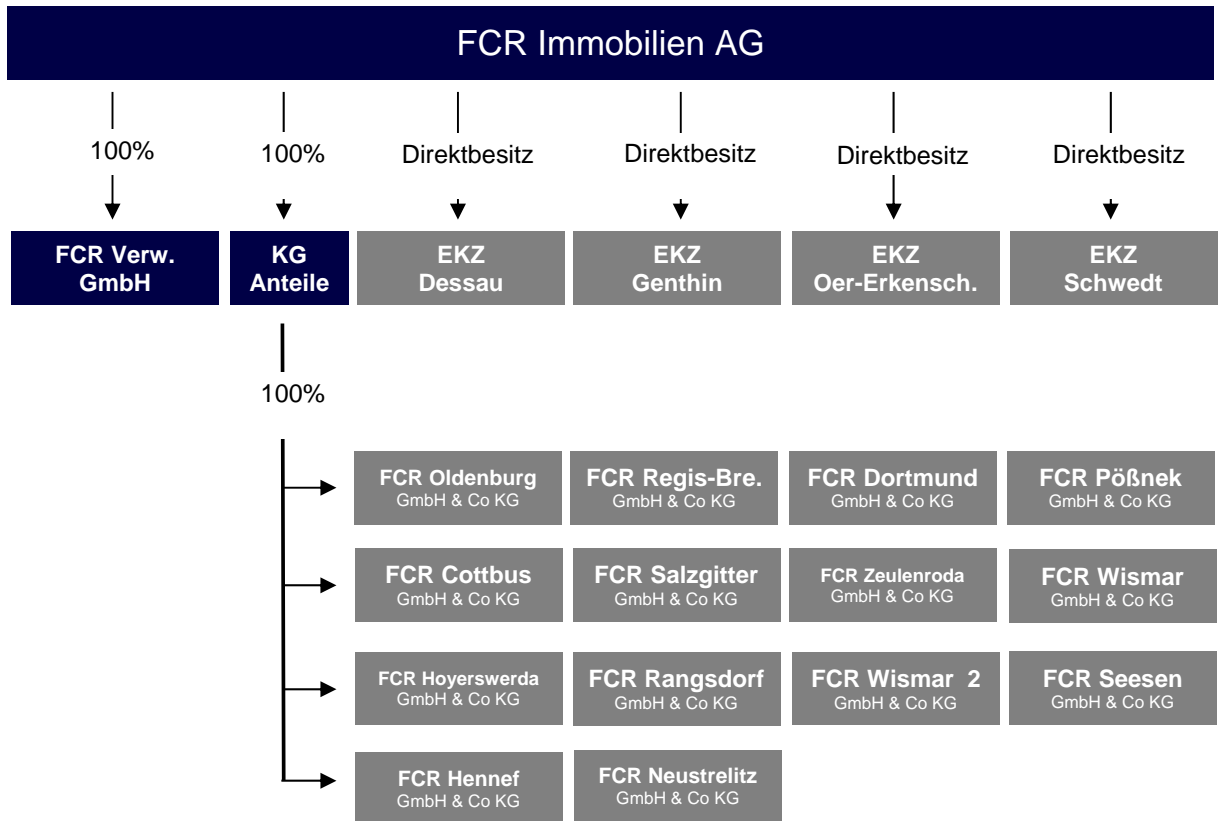 FCR Immobilien AG
100%
100%
Direktbesitz
Direktbesitz
Direktbesitz
Direktbesitz
FCR Verw.
GmbH
KG
Anteile
EKZ
Dessau
EKZ
Genthin
EKZ
Oer-Erkensch.
EKZ
Schwedt
100%
FCR Oldenburg
GmbH & Co KG
FCR Regis-Bre.
GmbH & Co KG
FCR Dortmund
GmbH & Co KG
FCR Pößnek
GmbH & Co KG
FCR Cottbus
GmbH & Co KG
FCR Salzgitter
GmbH & Co KG
FCR Zeulenroda
GmbH & Co KG
FCR Wismar
GmbH & Co KG
FCR Hoyerswerda
GmbH & Co KG
FCR Rangsdorf
GmbH & Co KG
FCR Wismar 2
GmbH & Co KG
FCR Seesen
GmbH & Co KG
FCR Hennef
GmbH & Co KG
FCR Neustrelitz
GmbH & Co KG